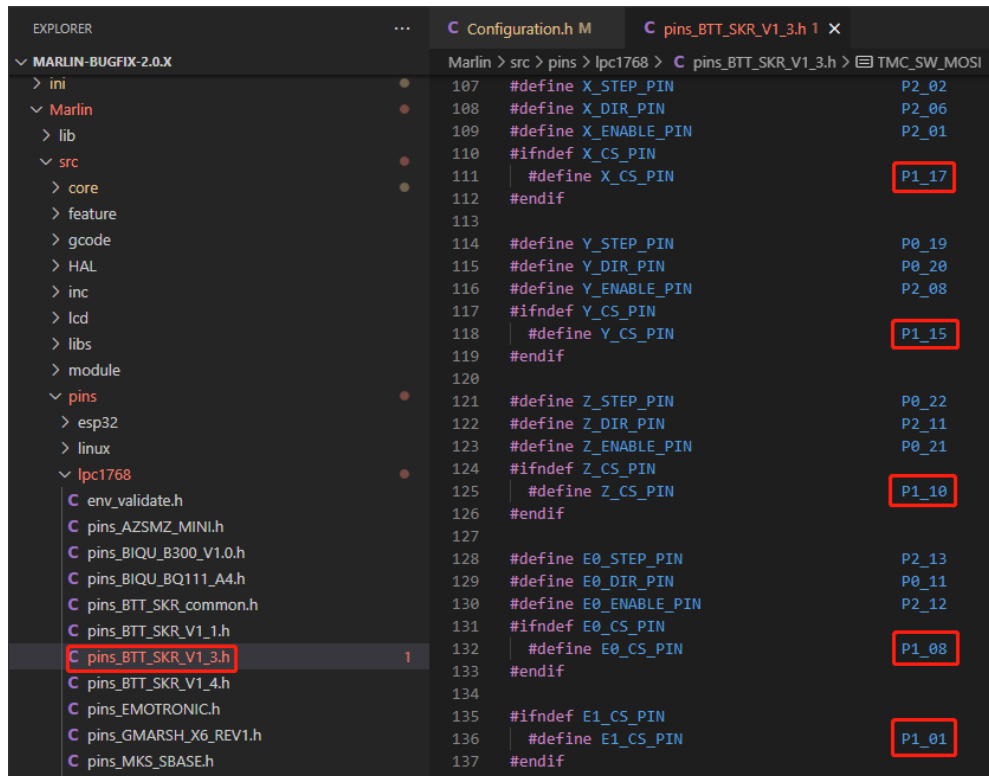 EXPLORER ...
MARLIN-BUGFIX-2.0.X
ini
Marlin
lib
src
core
feature
gcode
HAL
inc
lcd
libs
module
pins
esp32
linux
lpc1768
C env_validate.h
C pins_AZSMZ_MINI.h
C pins_BIQU_B300_V1.0.h
C pins_BIQU_BQ111_A4.h
C pins_BTT_SKR_common.h
C pins_BTT_SKR_V1_1.h
C pins_BTT_SKR_V1_3.h 1
C pins_BTT_SKR_V1_4.h
C pins_EMOTRONIC.h
C pins_GMARSH_X6_REV1.h
C pins_MKS_SBASE.h
C Configuration.h M C pins_BTT_SKR_V1_3.h 1
Marlin > src > pins > lpc1768 > C pins_BTT_SKR_V1_3.h > TMC_SW_MOSI
107 #define X_STEP_PIN P2_02
108 #define X_DIR_PIN P2_06
109 #define X_ENABLE_PIN P2_01
110 #ifndef X_CS_PIN
111 #define X_CS_PIN P1_17
112 #endif
113
114 #define Y_STEP_PIN P0_19
115 #define Y_DIR_PIN P0_20
116 #define Y_ENABLE_PIN P2_08
117 #ifndef Y_CS_PIN
118 #define Y_CS_PIN P1_15
119 #endif
120
121 #define Z_STEP_PIN P0_22
122 #define Z_DIR_PIN P2_11
123 #define Z_ENABLE_PIN P0_21
124 #ifndef Z_CS_PIN
125 #define Z_CS_PIN P1_10
126 #endif
127
128 #define E0_STEP_PIN P2_13
129 #define E0_DIR_PIN P0_11
130 #define E0_ENABLE_PIN P2_12
131 #ifndef E0_CS_PIN
132 #define E0_CS_PIN P1_08
133 #endif
134
135 #ifndef E1_CS_PIN
136 #define E1_CS_PIN P1_01
137 #endif